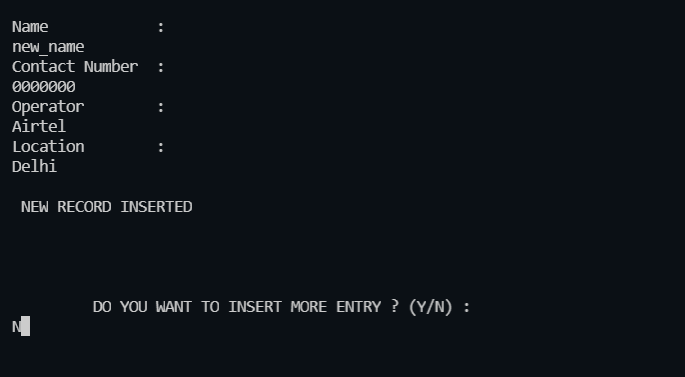 Name            :
new_name
Contact Number  :
0000000
Operator        :
Airtel
Location        :
Delhi
NEW RECORD INSERTED
DO YOU WANT TO INSERT MORE ENTRY ? (Y/N) :
N